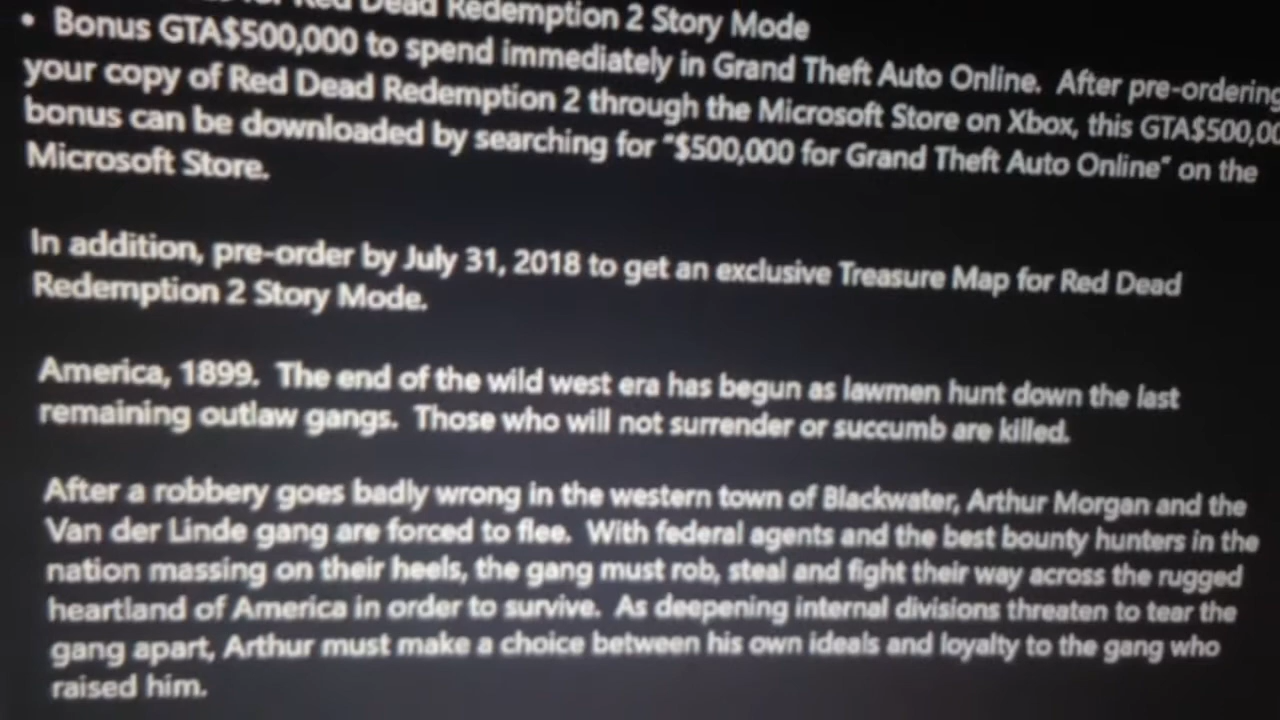 Red Dead Redemption 2 Story Mode
• Bonus GTA$500,000 to spend immediately in Grand Theft Auto Online. After pre-ordering
your copy of Red Dead Redemption 2 through the Microsoft Store on Xbox, this GTA$500,00
bonus can be downloaded by searching for "$500,000 for Grand Theft Auto Online" on the
Microsoft Store.
In addition, pre-order by July 31, 2018 to get an exclusive Treasure Map for Red Dead
Redemption 2 Story Mode.
America, 1899. The end of the wild west era has begun as lawmen hunt down the last
remaining outlaw gangs. Those who will not surrender or succumb are killed.
After a robbery goes badly wrong in the western town of Blackwater, Arthur Morgan and the
Van der Linde gang are forced to flee. With federal agents and the best bounty hunters in the
nation massing on their heels, the gang must rob, steal and fight their way across the rugged
heartland of America in order to survive. As deepening internal divisions threaten to tear the
gang apart, Arthur must make a choice between his own ideals and loyalty to the gang who
raised him.